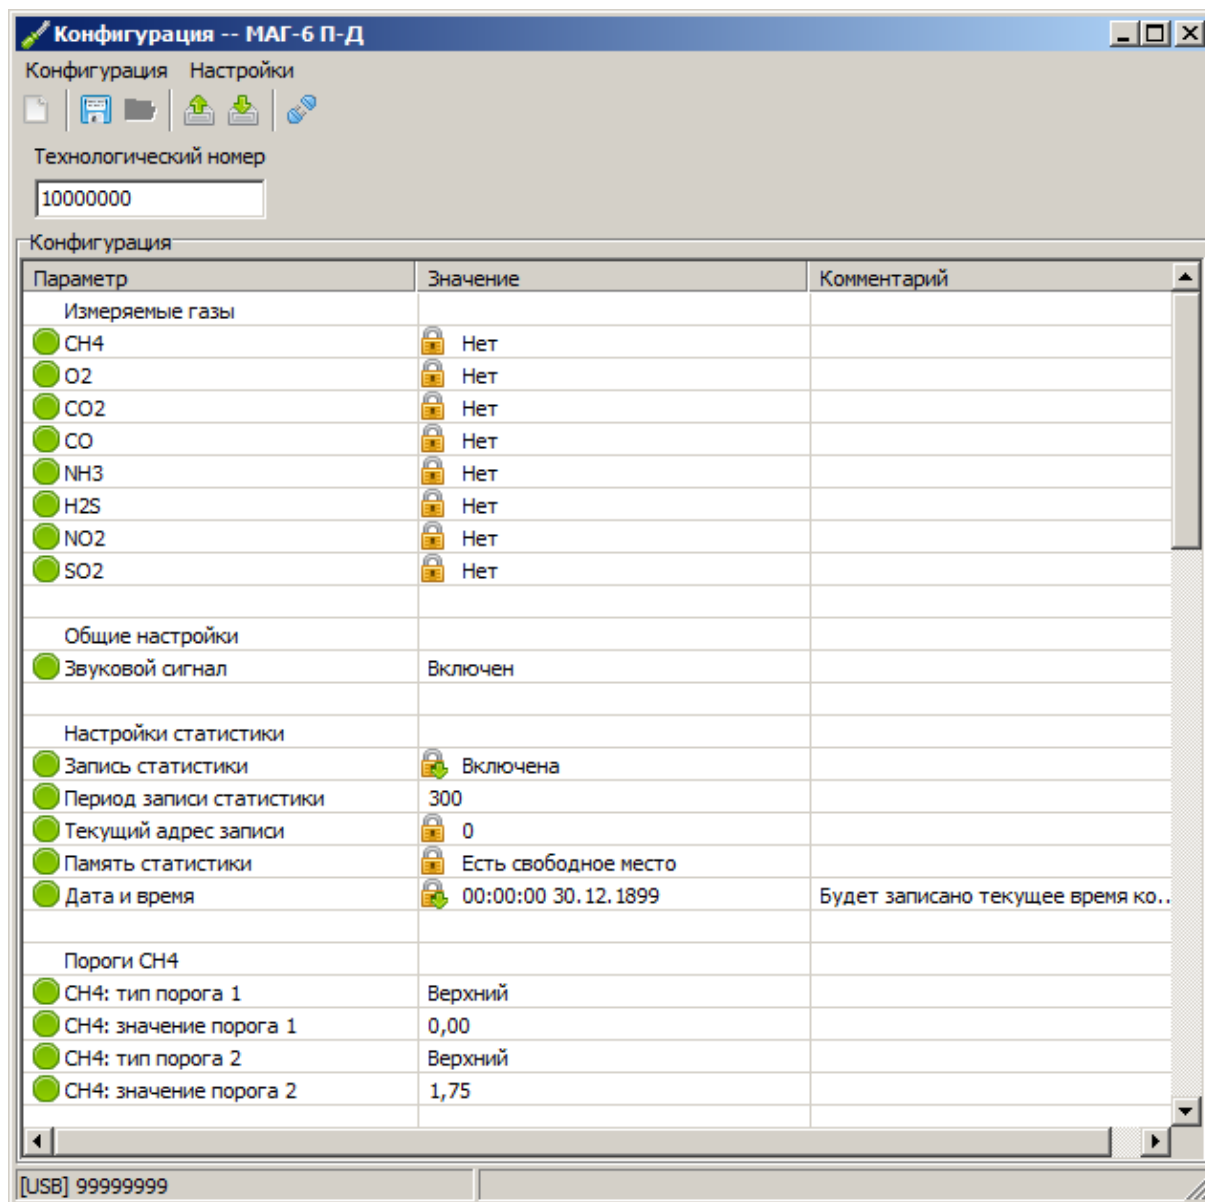 Конфигурация -- МАГ-6 П-Д
Конфигурация Настройки
Технологический номер
10000000
Конфигурация
Параметр Значение Комментарий
Измеряемые газы
CH4 Нет
O2 Нет
CO2 Нет
CO Нет
NH3 Нет
H2S Нет
NO2 Нет
SO2 Нет
Общие настройки
Звуковой сигнал Включен
Настройки статистики
Запись статистики Включена
Период записи статистики 300
Текущий адрес записи 0
Память статистики Есть свободное место
Дата и время 00:00:00 30.12.1899 Будет записано текущее время ко..
Пороги CH4
CH4: тип порога 1 Верхний
CH4: значение порога 1 0,00
CH4: тип порога 2 Верхний
CH4: значение порога 2 1,75
[USB] 99999999